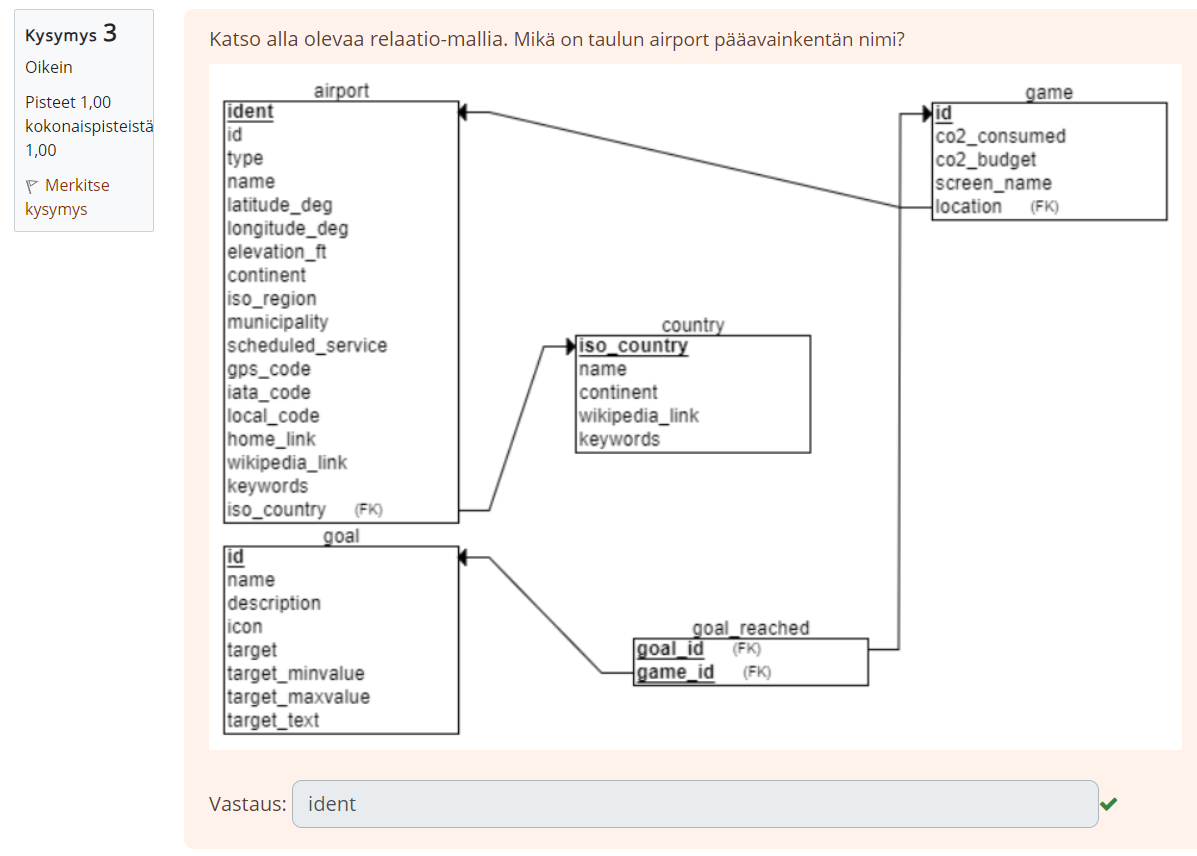 Kysymys 3
Oikein
Pisteet 1,00
kokonaispisteistä
1,00
Merkitse
kysymys
Katso alla olevaa relaatio-mallia. Mikä on taulun airport pääavainkentän nimi?
airport
ident
id
type
name
latitude_deg
longitude_deg
elevation_ft
continent
iso_region
municipality
scheduled_service
gps_code
iata_code
local_code
home_link
wikipedia_link
keywords
iso_country (FK)
game
id
co2_consumed
co2_budget
screen_name
location (FK)
country
iso_country
name
continent
wikipedia_link
keywords
goal
id
name
description
icon
target
target_minvalue
target_maxvalue
target_text
goal_reached
goal_id (FK)
game_id (FK)
Vastaus: ident